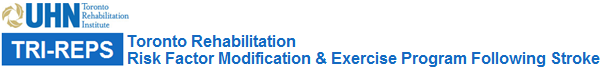 UHN Toronto
Rehabilitation
Institute
TRI-REPS Toronto Rehabilitation
Risk Factor Modification & Exercise Program Following Stroke